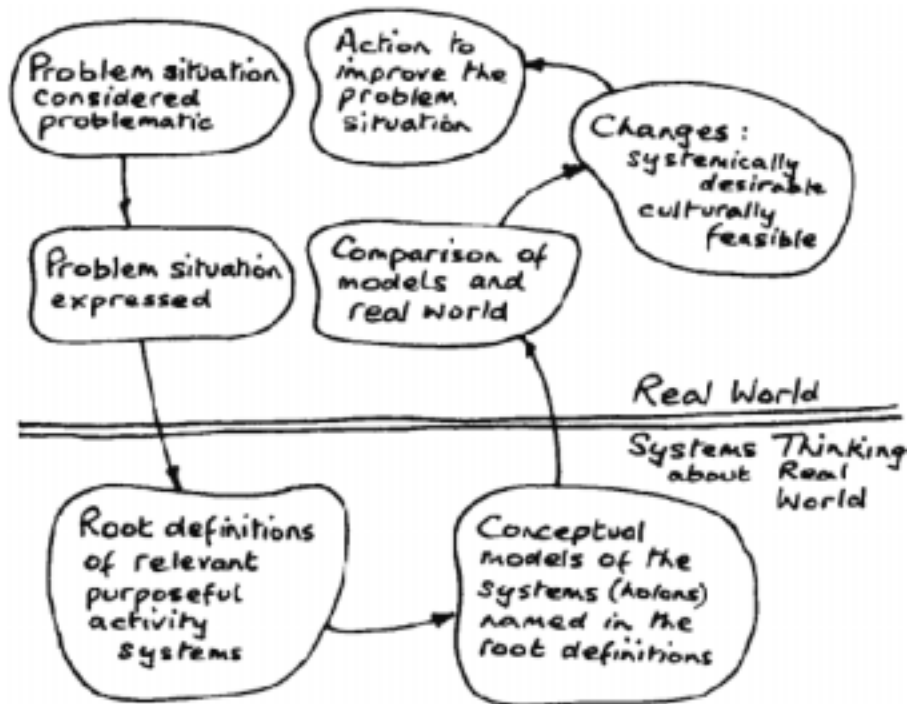 Problem situation
considered
problematic
Problem situation
expressed
Root definitions
of relevant
purposeful
activity
systems
Conceptual
models of the
systems (holons)
named in the
root definitions
Comparison of
models and
real world
Changes:
systemically
desirable
culturally
feasible
Action to
improve the
problem
situation
Real World
Systems Thinking
about Real
World